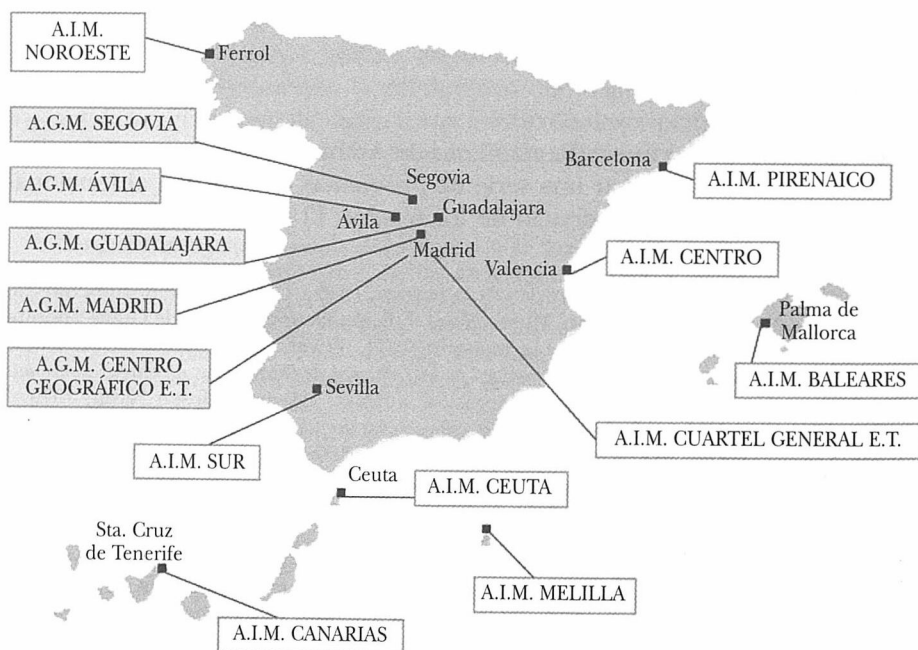 A.I.M.
NOROESTE
Ferrol
A.G.M. SEGOVIA
Barcelona
A.I.M. PIRENAICO
A.G.M. ÁVILA
Segovia
Ávila
Guadalajara
A.G.M. GUADALAJARA
Madrid
Valencia
A.I.M. CENTRO
A.G.M. MADRID
Palma de
Mallorca
A.G.M. CENTRO
GEOGRÁFICO E.T.
Sevilla
A.I.M. BALEARES
A.I.M. CUARTEL GENERAL E.T.
A.I.M. SUR
Ceuta
A.I.M. CEUTA
Sta. Cruz
de Tenerife
A.I.M. MELILLA
A.I.M. CANARIAS